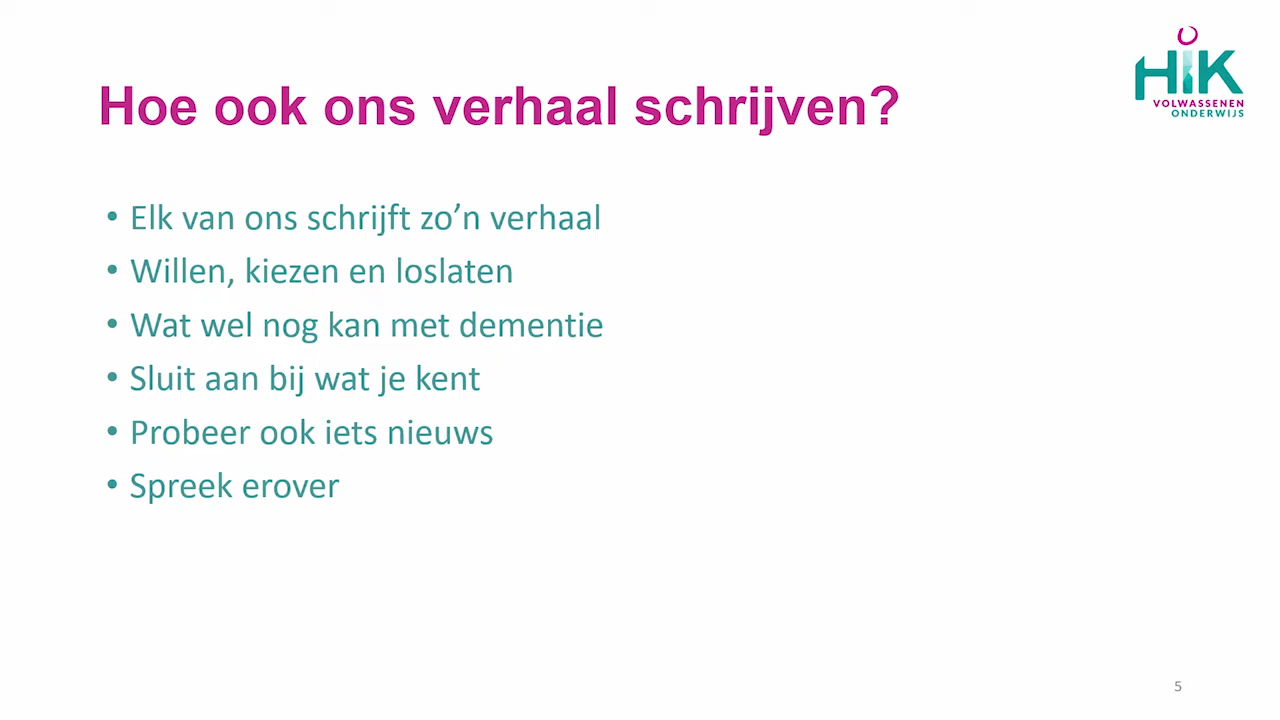 HiK
VOLWASSENEN
ONDERWIJS
Hoe ook ons verhaal schrijven?
• Elk van ons schrijft zo’n verhaal
• Willen, kiezen en loslaten
• Wat wel nog kan met dementie
• Sluit aan bij wat je kent
• Probeer ook iets nieuws
• Spreek erover
5